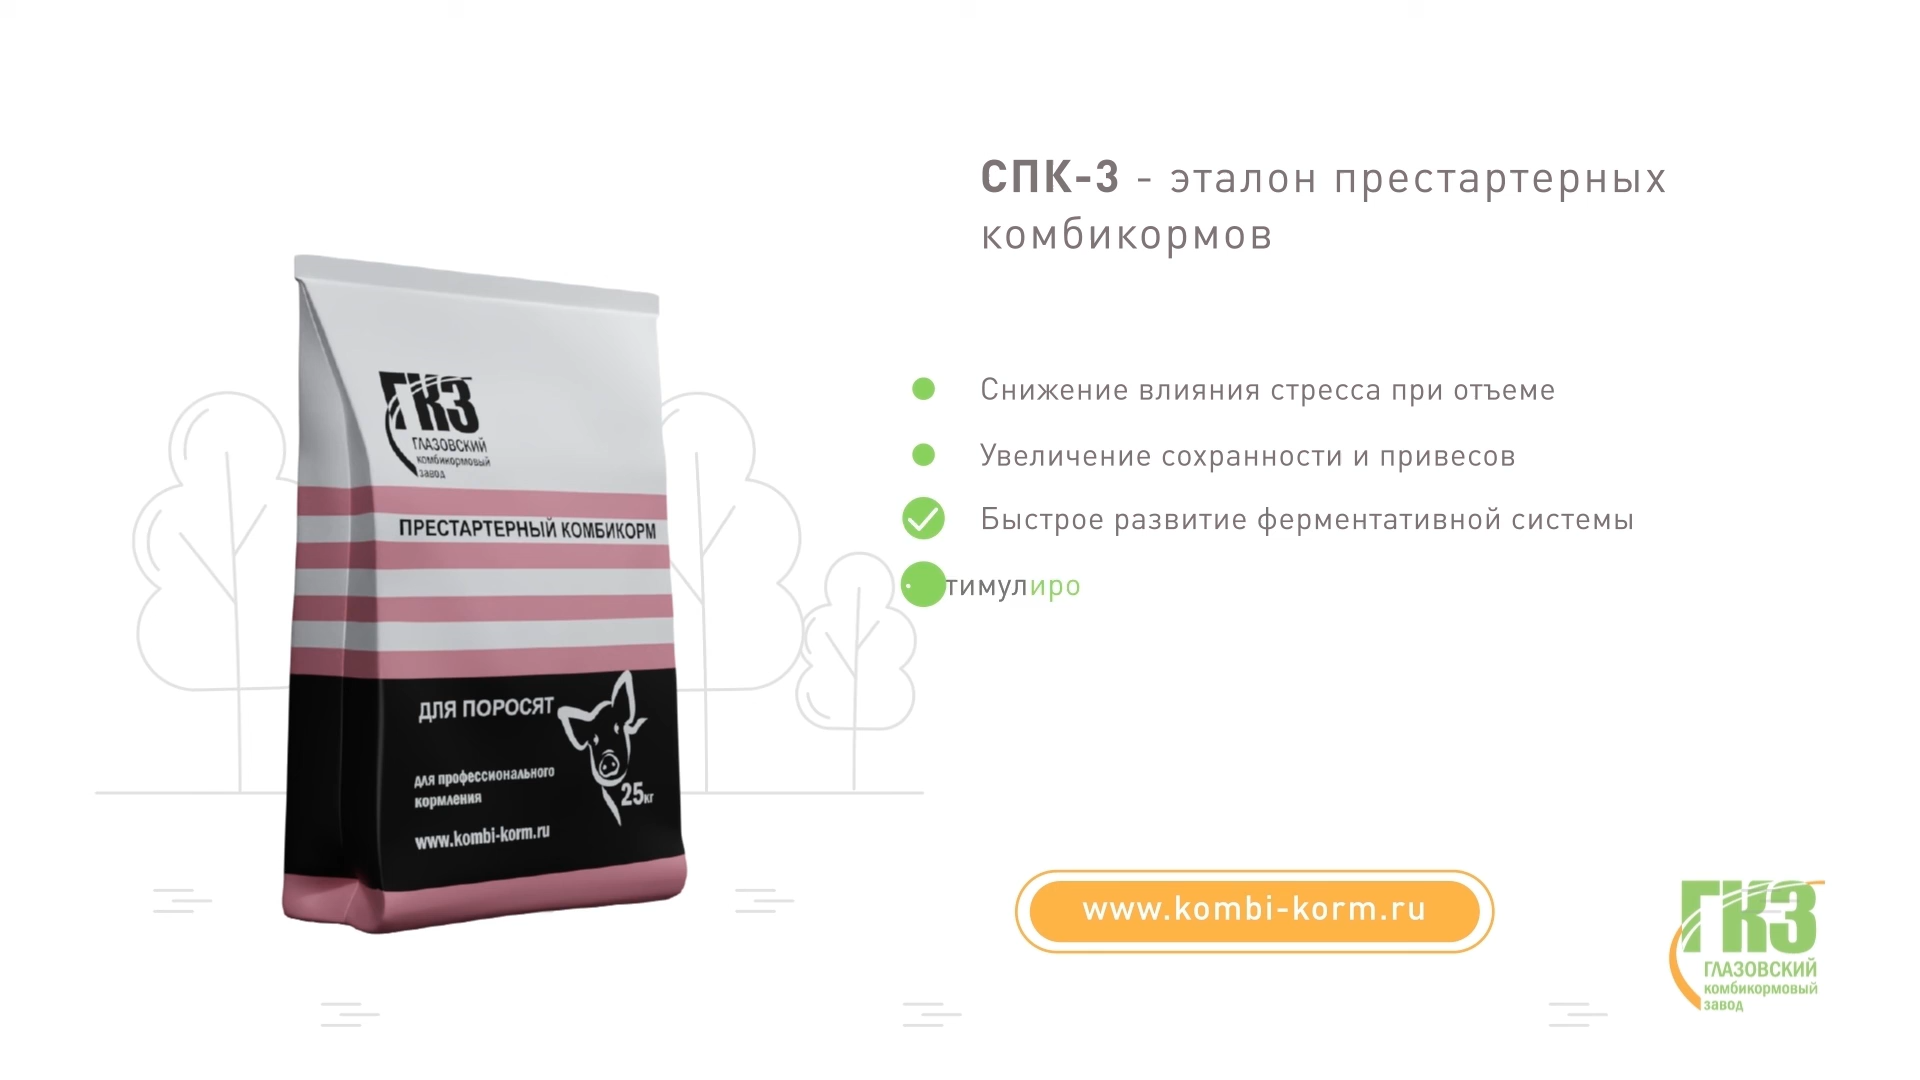 СПК-3 - эталон престартерных
комбикормов
Снижение влияния стресса при отъеме
Увеличение сохранности и привесов
Быстрое развитие ферментативной системы
тимулиро
www.kombi-korm.ru
ГКЗ
ГЛАЗОВСКИЙ
комбикормовый
завод
ПРЕСТАРТЕРНЫЙ КОМБИКОРМ
ДЛЯ ПОРОСЯТ
для профессионального
кормления
25кг
www.kombi-korm.ru
ГКЗ
ГЛАЗОВСКИЙ
комбикормовый
завод